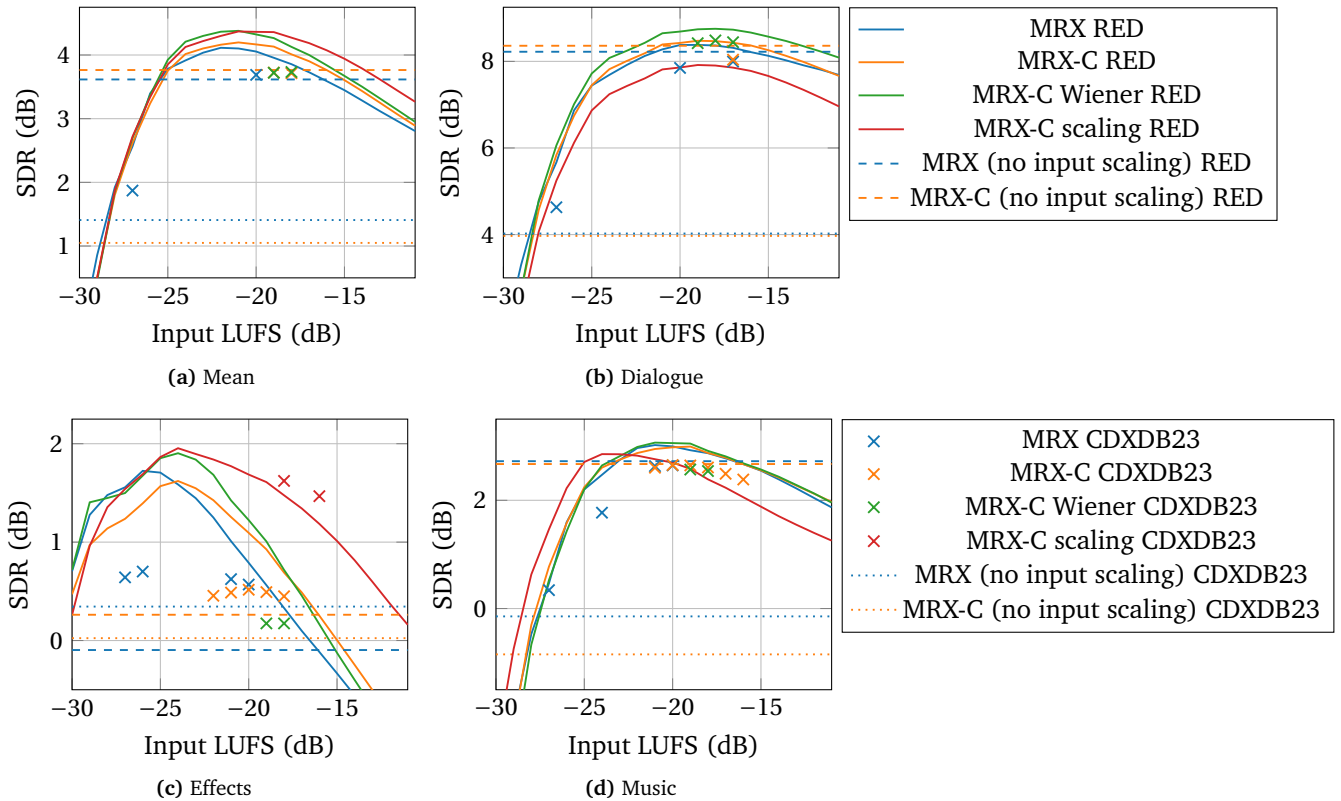 4
3
2
1
SDR (dB)
−30
−25
−20
−15
Input LUFS (dB)
(a) Mean
8
6
4
SDR (dB)
−30
−25
−20
−15
Input LUFS (dB)
(b) Dialogue
MRX RED
MRX-C RED
MRX-C Wiener RED
MRX-C scaling RED
MRX (no input scaling) RED
MRX-C (no input scaling) RED
2
1
0
SDR (dB)
−30
−25
−20
−15
Input LUFS (dB)
(c) Effects
2
0
SDR (dB)
−30
−25
−20
−15
Input LUFS (dB)
(d) Music
MRX CDXDB23
MRX-C CDXDB23
MRX-C Wiener CDXDB23
MRX-C scaling CDXDB23
MRX (no input scaling) CDXDB23
MRX-C (no input scaling) CDXDB23